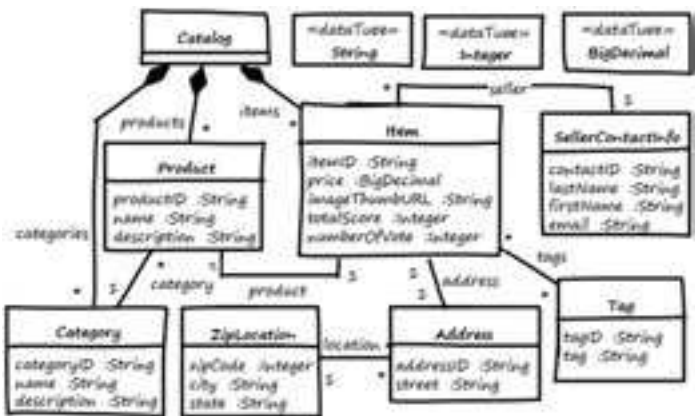 Catalog
«dataType»
String
«dataType»
Integer
«dataType»
BigDecimal
products
*
items
*
*
seller
1
Product
productID :String
name :String
description :String
Item
itemID :String
price :BigDecimal
imageThumbURL :String
totalScore :Integer
numberOfVote :Integer
SellerContactInfo
contactID :String
lastName :String
firstName :String
email :String
categories
*
1
category
*
product
1
1
address
1
*
tags
*
Category
categoryID :String
name :String
description :String
ZipLocation
zipCode :Integer
city :String
state :String
location
1
*
Address
addressID :String
street :String
Tag
tagID :String
tag :String